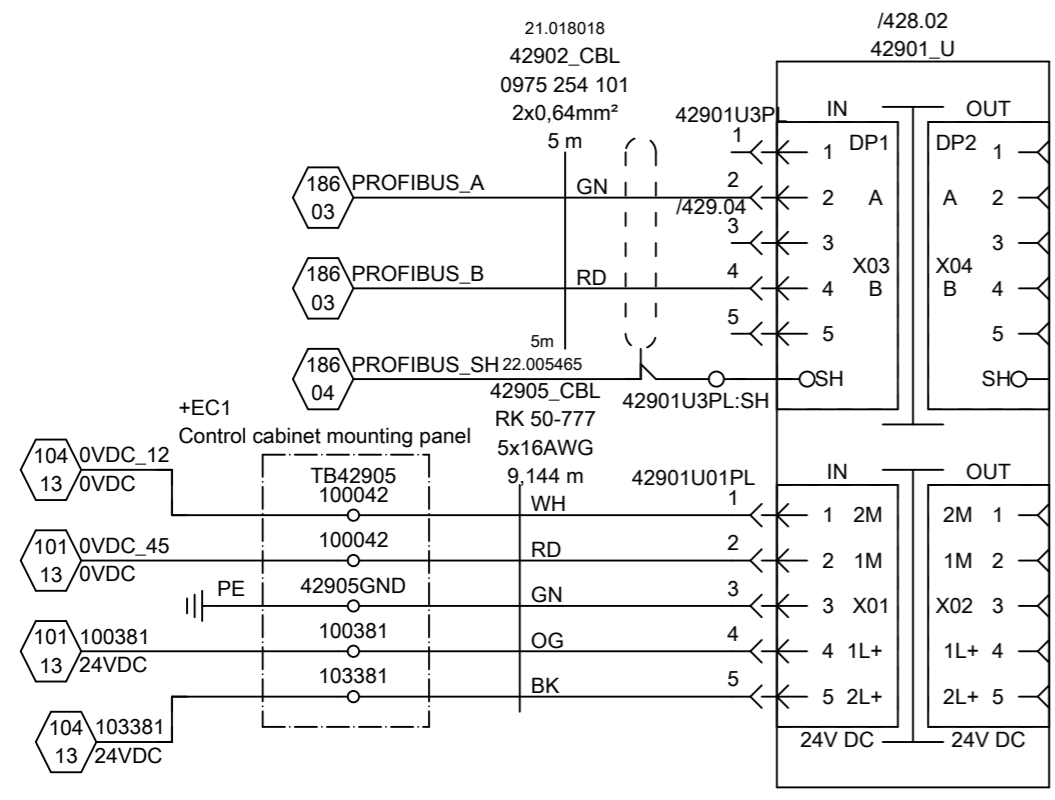 /428.02
42901_U
21.018018
42902_CBL
0975 254 101
2x0,64mm²
5 m
42901U3PL
IN
OUT
1
1
DP1
DP2
1
186
03
PROFIBUS_A
GN
2
2
A
A
2
/429.04
3
3
3
X03
X04
186
03
PROFIBUS_B
RD
4
4
B
B
4
5
5
5
5m
186
04
PROFIBUS_SH
22.005465
SH
SH
42901U3PL:SH
42905_CBL
RK 50-777
5x16AWG
9,144 m
+EC1
Control cabinet mounting panel
TB42905
42901U01PL
IN
OUT
104
13
0VDC_12
0VDC
100042
WH
1
1 2M
2M 1
101
13
0VDC_45
0VDC
100042
RD
2
2 1M
1M 2
PE
42905GND
GN
3
3 X01
X02 3
101
13
100381
24VDC
100381
OG
4
4 1L+
1L+ 4
104
13
103381
24VDC
103381
BK
5
5 2L+
2L+ 5
24V DC
24V DC